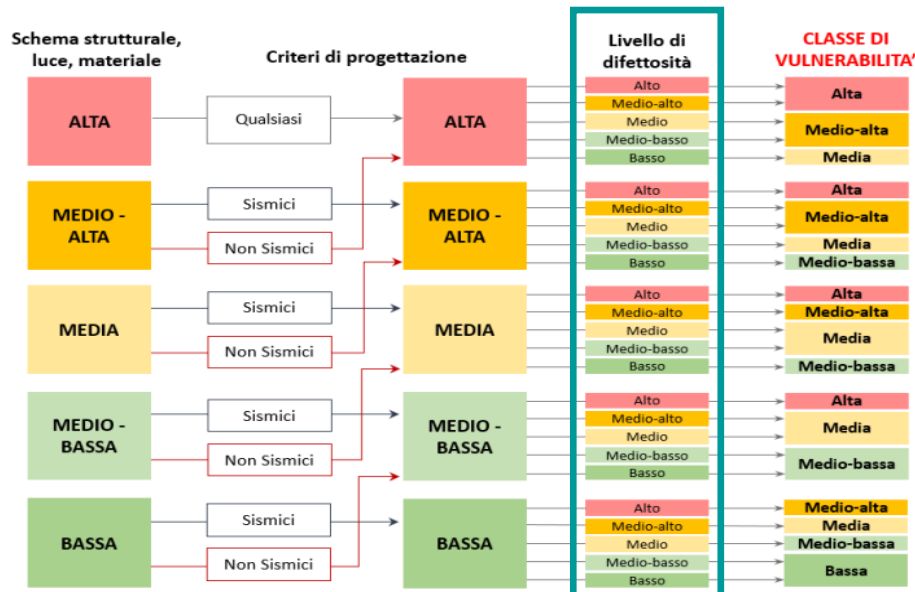 Schema strutturale,
luce, materiale
Criteri di progettazione
Livello di
difettosità
CLASSE DI
VULNERABILITA'
ALTA
Qualsiasi
ALTA
Alto
Medio-alto
Medio
Medio-basso
Basso
Alta
Medio-alta
Media
MEDIO -
ALTA
Sismici
Non Sismici
MEDIO -
ALTA
Alto
Medio-alto
Medio
Medio-basso
Basso
Alta
Medio-alta
Media
Medio-bassa
MEDIA
Sismici
Non Sismici
MEDIA
Alto
Medio-alto
Medio
Medio-basso
Basso
Alta
Medio-alta
Media
Medio-bassa
MEDIO -
BASSA
Sismici
Non Sismici
MEDIO -
BASSA
Alto
Medio-alto
Medio
Medio-basso
Basso
Alta
Media
Medio-bassa
BASSA
Sismici
Non Sismici
BASSA
Alto
Medio-alto
Medio
Medio-basso
Basso
Medio-alta
Media
Medio-bassa
Bassa